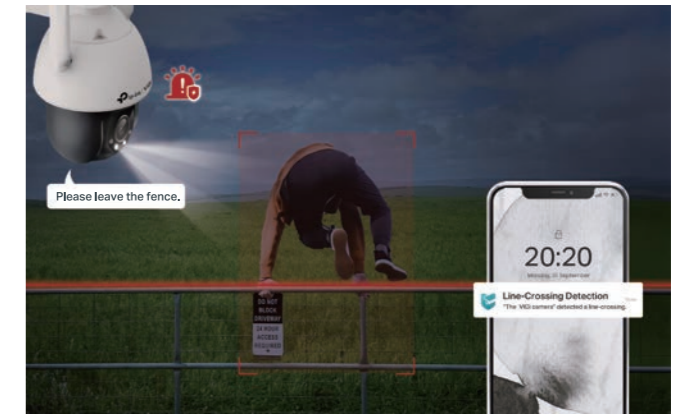 Please leave the fence.
DO NOT
BLOCK
DRIVEWAY
24 HOUR
ACCESS
REQUIRED
20:20
Line-Crossing Detection
"The VIGI camera" detected a line-crossing.